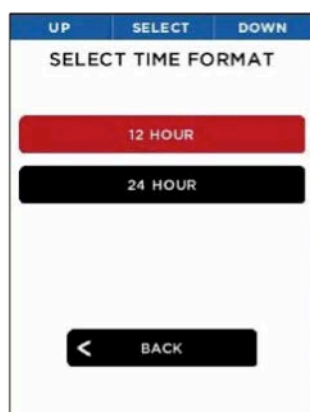 UP SELECT DOWN
SELECT TIME FORMAT
12 HOUR
24 HOUR
< BACK